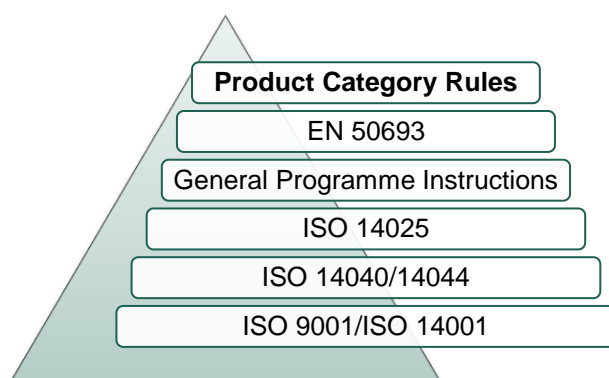 Product Category Rules
EN 50693
General Programme Instructions
ISO 14025
ISO 14040/14044
ISO 9001/ISO 14001